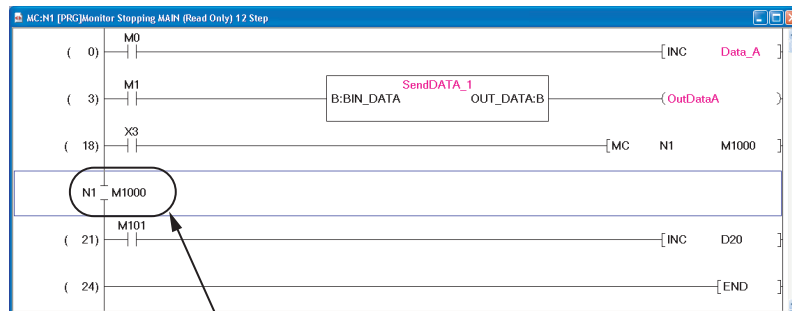 MC:N1 [PRG]Monitor Stopping MAIN (Read Only) 12 Step
M0
( 0) [INC Data_A ]
M1 SendDATA_1
( 3) B:BIN_DATA OUT_DATA:B (OutDataA )
X3
( 18) [MC N1 M1000 ]
N1 M1000
M101
( 21) [INC D20 ]
( 24) [END ]